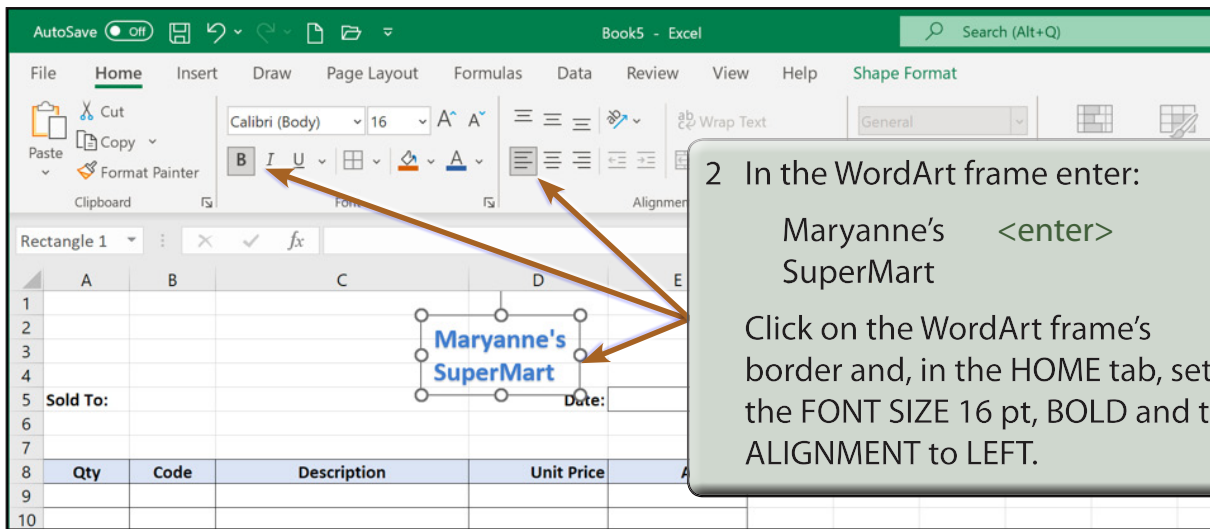 AutoSave Off Book5 - Excel Search (Alt+Q)
File Home Insert Draw Page Layout Formulas Data Review View Help Shape Format
Cut
Copy
Format Painter
Paste
Calibri (Body) 16 A^ Aˇ
B I U A
ab Wrap Text
General
Clipboard Font Alignmen
Rectangle 1 fx
A B C D E
1
2
3
4
5 Sold To: Date:
6
7
8 Qty Code Description Unit Price A
9
10
Maryanne's
SuperMart
2 In the WordArt frame enter:
Maryanne’s <enter>
SuperMart
Click on the WordArt frame’s
border and, in the HOME tab, set
the FONT SIZE 16 pt, BOLD and t
ALIGNMENT to LEFT.